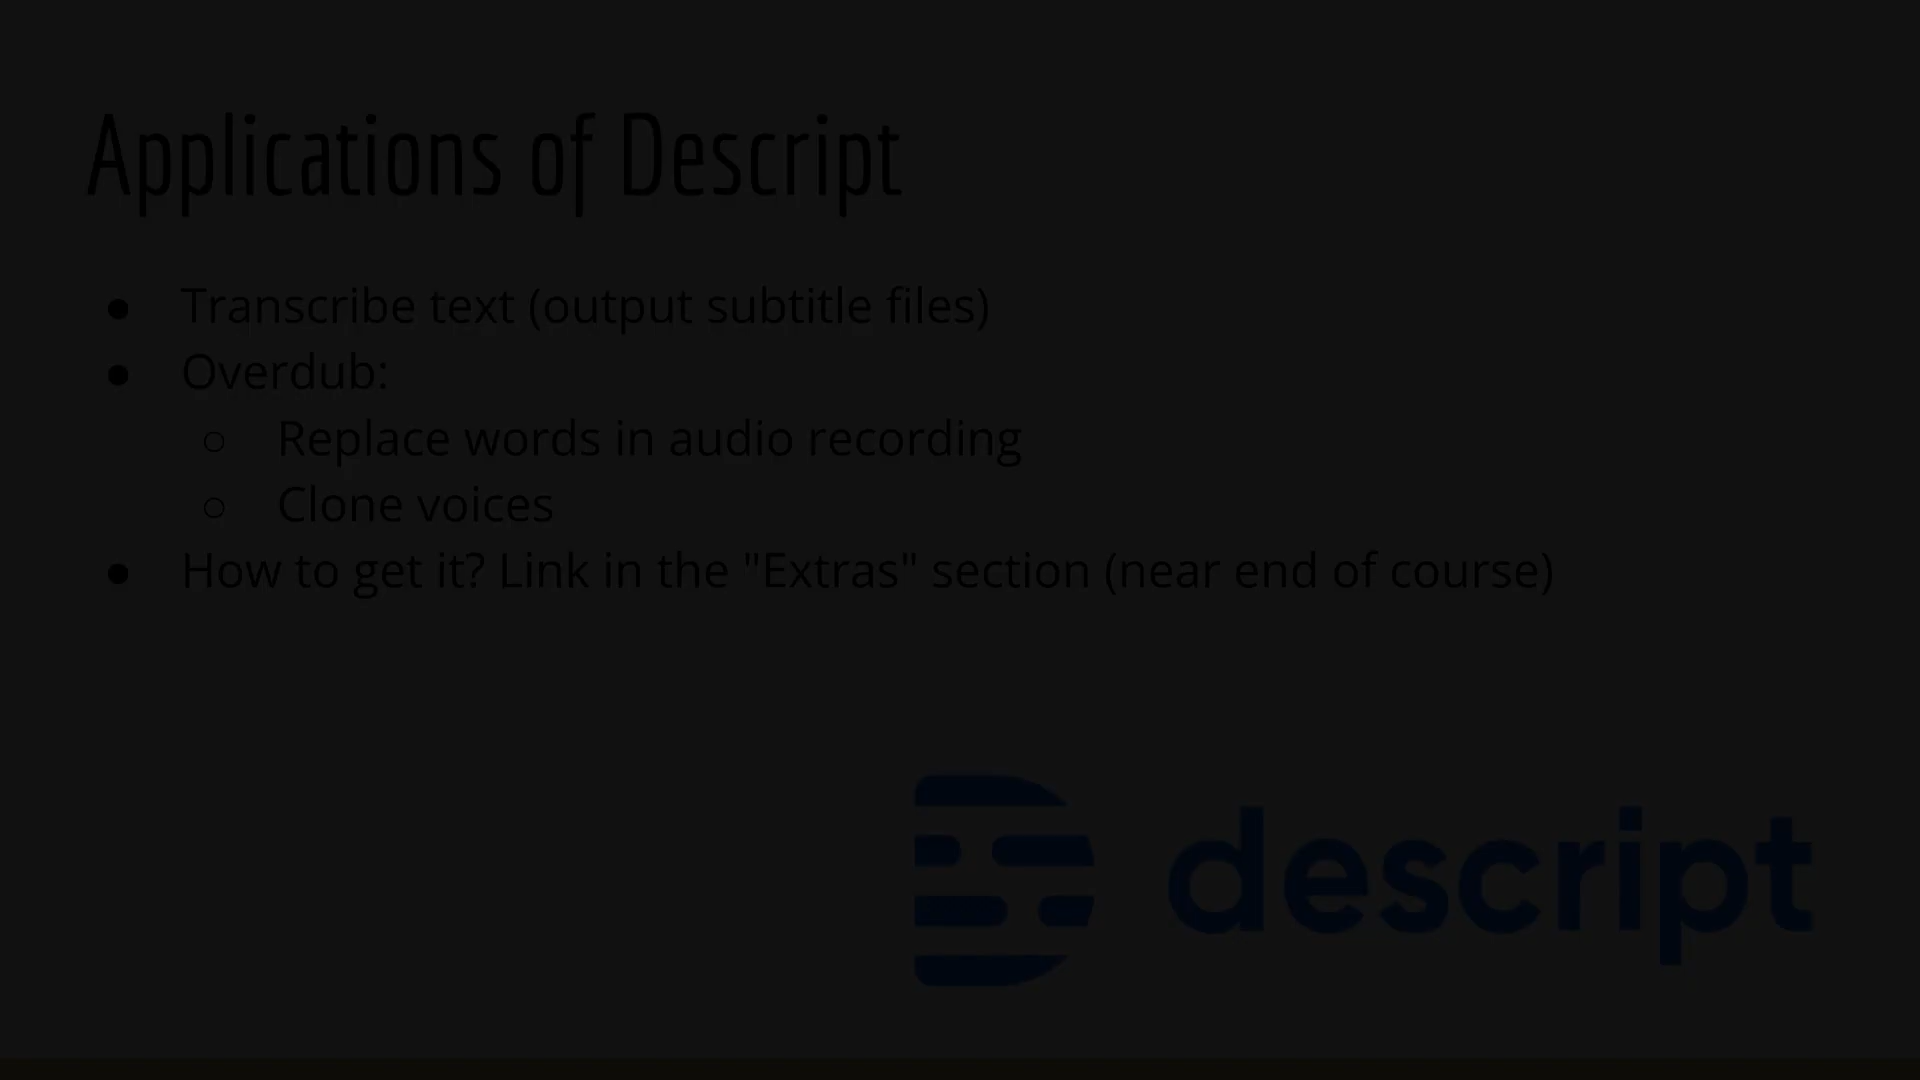 Applications of Descript
● Transcribe text (output subtitle files)
● Overdub:
○ Replace words in audio recording
○ Clone voices
● How to get it? Link in the "Extras" section (near end of course)
descript